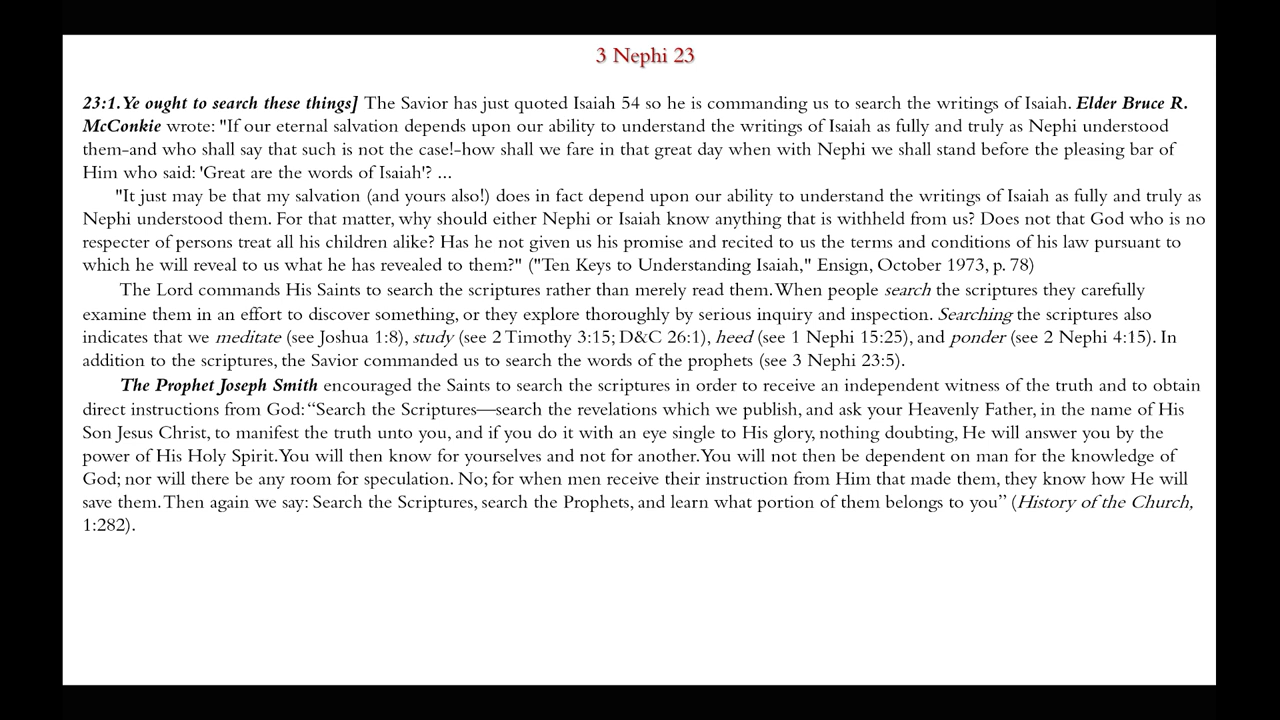 3 Nephi 23
23:1. Ye ought to search these things] The Savior has just quoted Isaiah 54 so he is commanding us to search the writings of Isaiah. Elder Bruce R.
McConkie wrote: "If our eternal salvation depends upon our ability to understand the writings of Isaiah as fully and truly as Nephi understood
them-and who shall say that such is not the case!-how shall we fare in that great day when with Nephi we shall stand before the pleasing bar of
Him who said: 'Great are the words of Isaiah'? ...
"It just may be that my salvation (and yours also!) does in fact depend upon our ability to understand the writings of Isaiah as fully and truly as
Nephi understood them. For that matter, why should either Nephi or Isaiah know anything that is withheld from us? Does not that God who is no
respecter of persons treat all his children alike? Has he not given us his promise and recited to us the terms and conditions of his law pursuant to
which he will reveal to us what he has revealed to them?" ("Ten Keys to Understanding Isaiah," Ensign, October 1973, p. 78)
The Lord commands His Saints to search the scriptures rather than merely read them. When people search the scriptures they carefully
examine them in an effort to discover something, or they explore thoroughly by serious inquiry and inspection. Searching the scriptures also
indicates that we meditate (see Joshua 1:8), study (see 2 Timothy 3:15; D&C 26:1), heed (see 1 Nephi 15:25), and ponder (see 2 Nephi 4:15). In
addition to the scriptures, the Savior commanded us to search the words of the prophets (see 3 Nephi 23:5).
The Prophet Joseph Smith encouraged the Saints to search the scriptures in order to receive an independent witness of the truth and to obtain
direct instructions from God: “Search the Scriptures—search the revelations which we publish, and ask your Heavenly Father, in the name of His
Son Jesus Christ, to manifest the truth unto you, and if you do it with an eye single to His glory, nothing doubting, He will answer you by the
power of His Holy Spirit. You will then know for yourselves and not for another. You will not then be dependent on man for the knowledge of
God; nor will there be any room for speculation. No; for when men receive their instruction from Him that made them, they know how He will
save them. Then again we say: Search the Scriptures, search the Prophets, and learn what portion of them belongs to you” (History of the Church,
1:282).